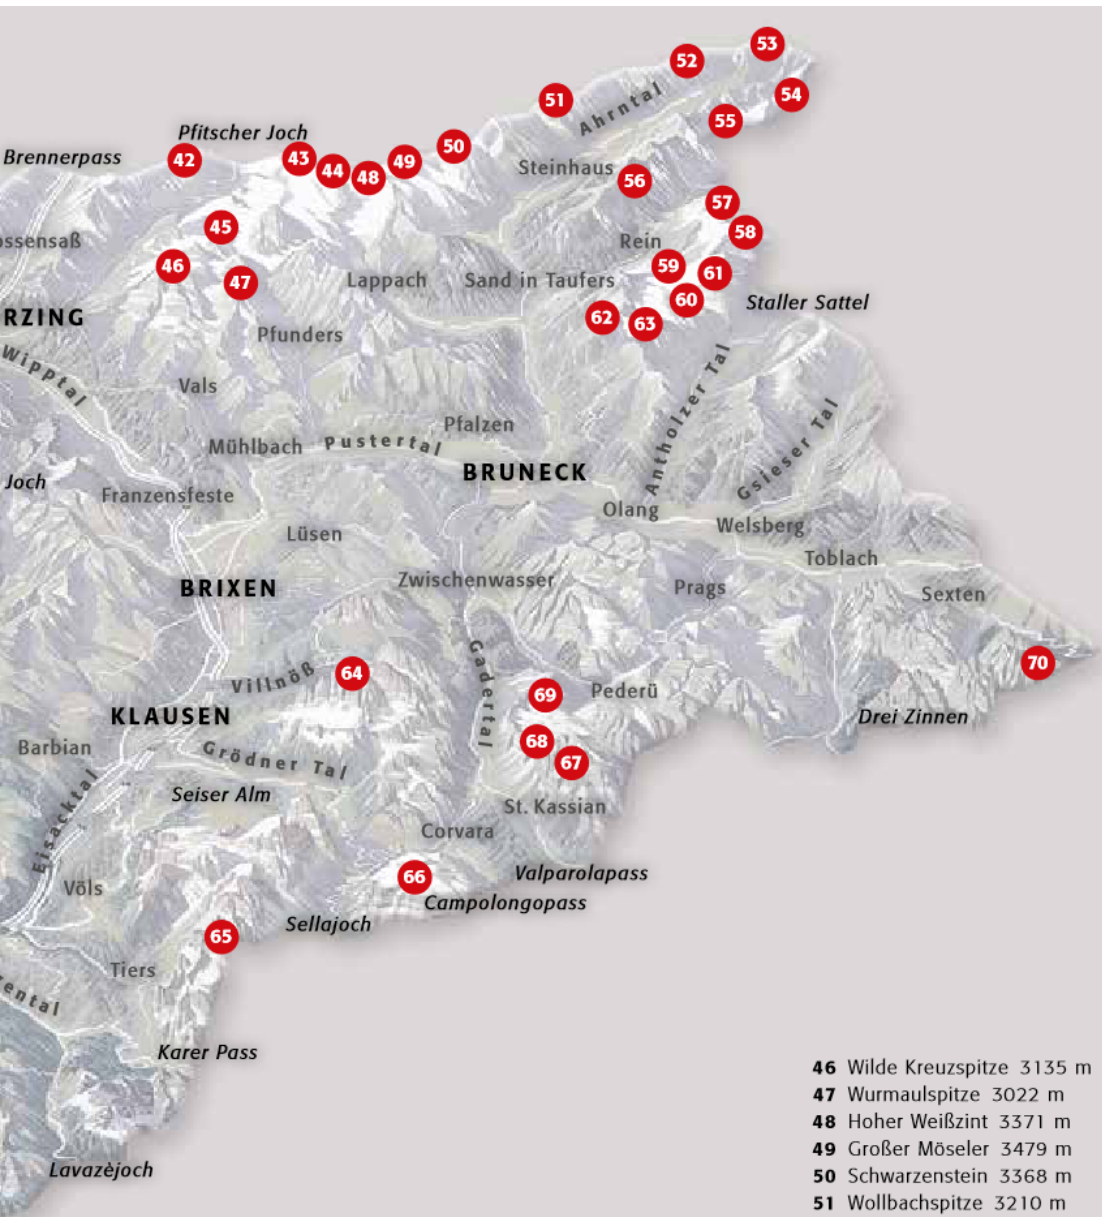 53
52
54
51
Ahrntal
55
Pfitscher Joch
50
Brennerpass
42
43
44
48
49
Steinhaus
56
57
45
58
ossensaß
Rein
46
47
Lappach
Sand in Taufers
59
61
60
Staller Sattel
RZING
62
63
Pfunders
Wipptal
Vals
Antholzer Tal
Pfalzen
Gsieser Tal
Mühlbach
Pustertal
BRUNECK
Joch
Franzensfeste
Olang
Welsberg
Lüsen
Toblach
BRIXEN
Zwischenwasser
Prags
Sexten
Villnöß
64
Gadertal
70
69
Pederü
KLAUSEN
Drei Zinnen
Barbian
68
67
Grödner Tal
Seiser Alm
St. Kassian
Eisacktal
Corvara
Völs
66
Valparolapass
Campolongopass
65
Sellajoch
Tiers
ental
Karer Pass
Lavazèjoch
46 Wilde Kreuzspitze 3135 m
47 Wurmaulspitze 3022 m
48 Hoher Weißzint 3371 m
49 Großer Möseler 3479 m
50 Schwarzenstein 3368 m
51 Wollbachspitze 3210 m